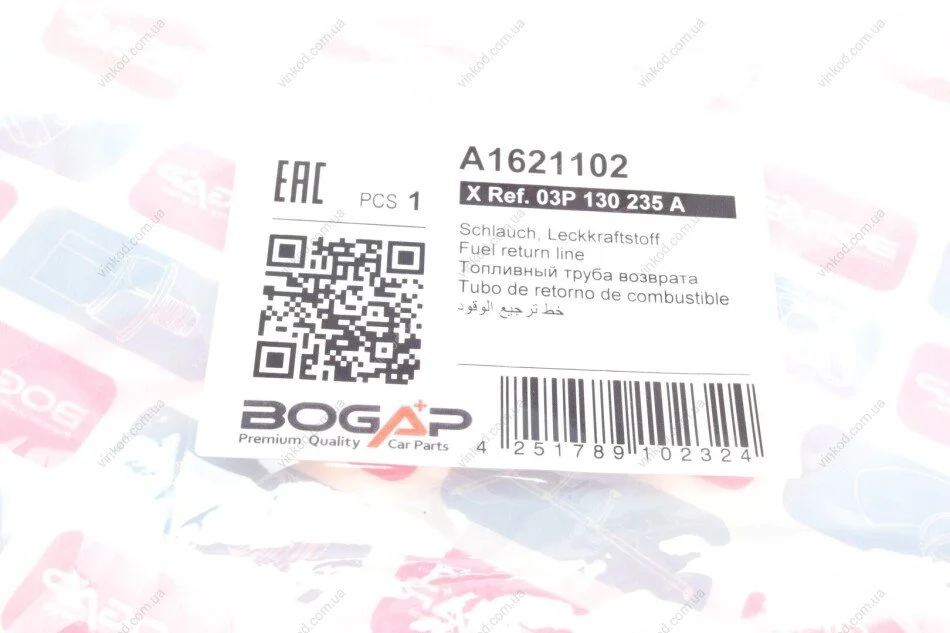 EAC
PCS 1
A1621102
X Ref. 03P 130 235 A
Schlauch, Leckkraftstoff
Fuel return line
Топливный труба возврата
Tubo de retorno de combustible
خط ترجيع الوقود
BOGAP
Premium Quality Car Parts
4 251789 102324
vinkod.com.ua